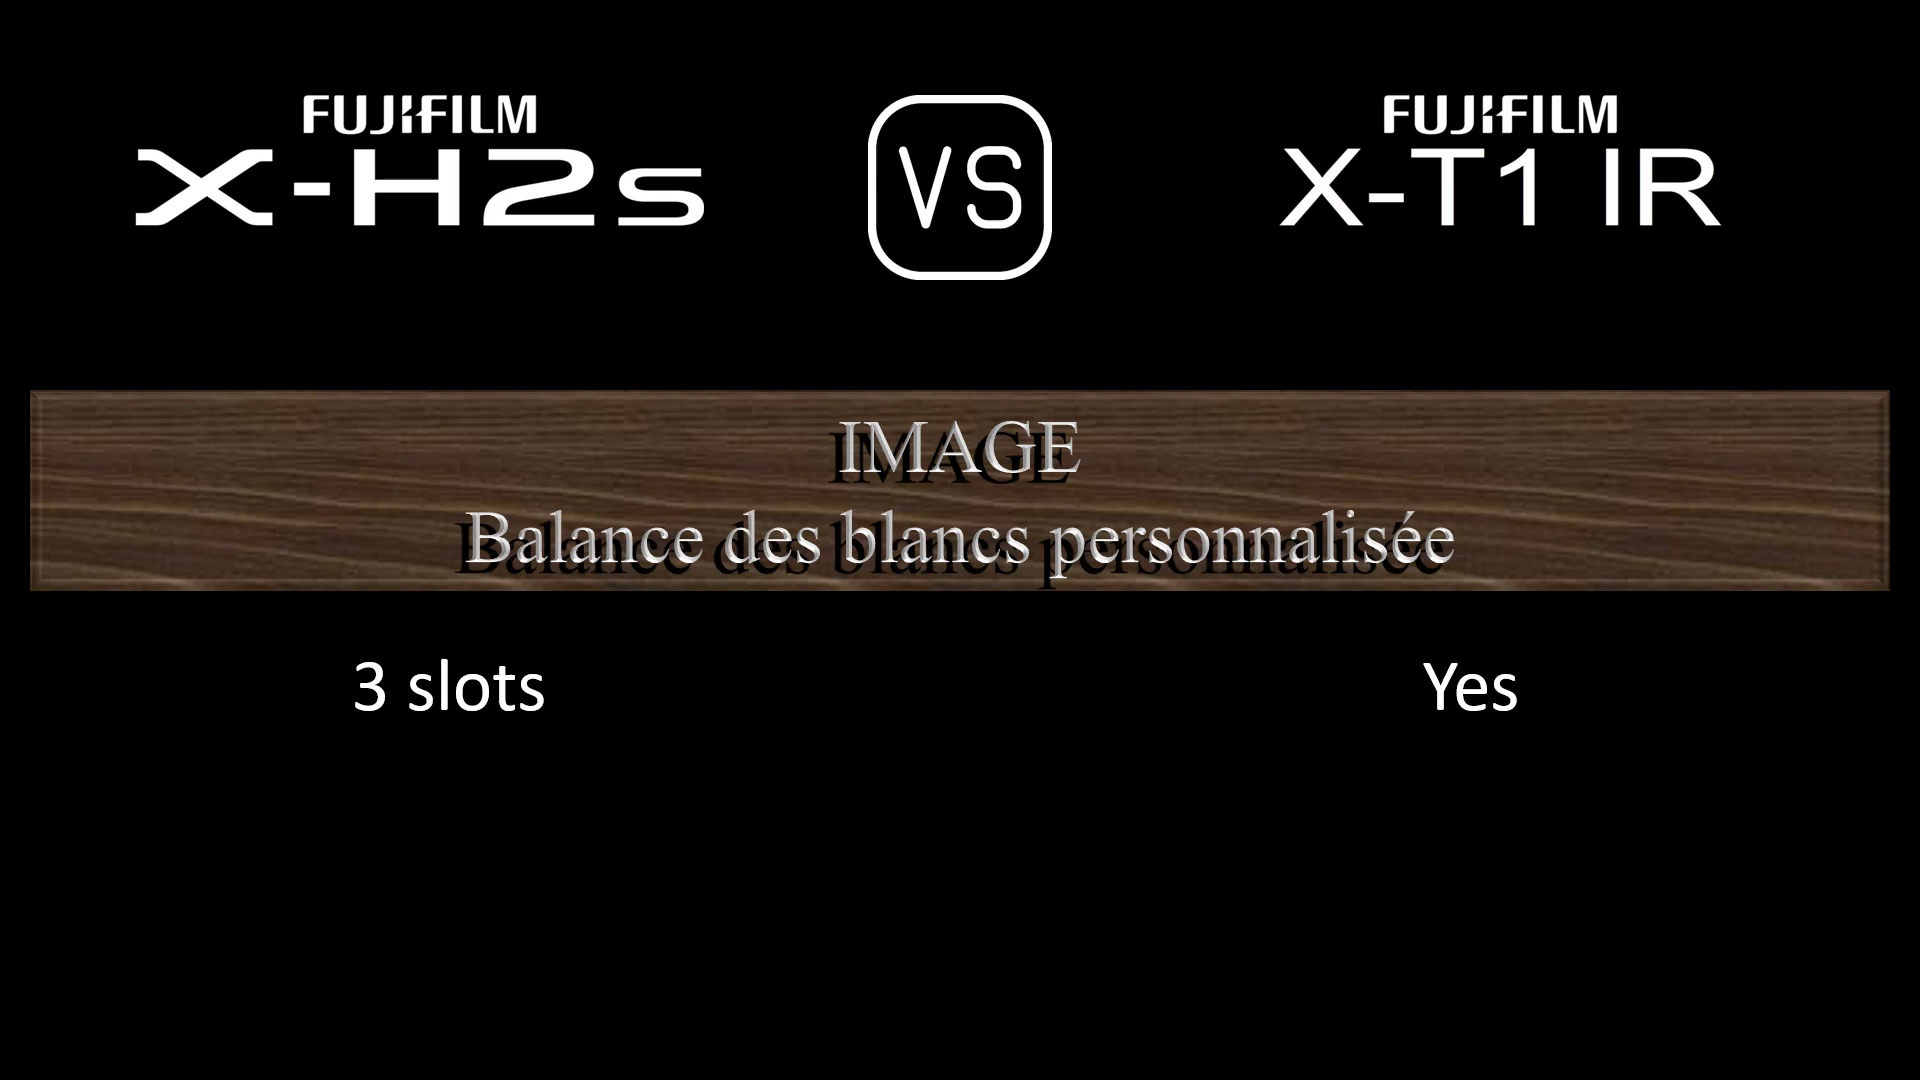 FUJIFILM
X-H2s
VS
FUJIFILM
X-T1 IR
IMAGE
Balance des blancs personnalisée
3 slots
Yes